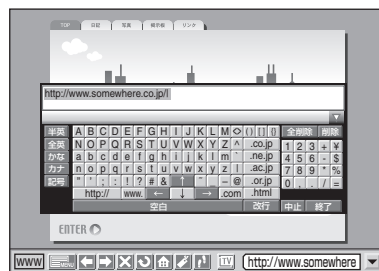 TOP 日記 写真 掲示板 リンク
http://www.somewhere.co.jp/l
半英 A B C D E F G H I J K L M <> () [] {} 全削除 削除
全英 N O P Q R S T U V W X Y Z ^ .co.jp 1 2 3 + ¥
かな a b c d e f g h i j k l m ` .ne.jp 4 5 6 - $
カナ n o p q r s t u v w x y z | .ac.jp 7 8 9 * %
記号 " ' ; : ! ? # & ↑ _ ~ @ .or.jp 0 , . / =
http:// www. ← ↓ → .com .html
空白 改行 中止 終了
ENTER
WWW MENU TV http://www.somewhere